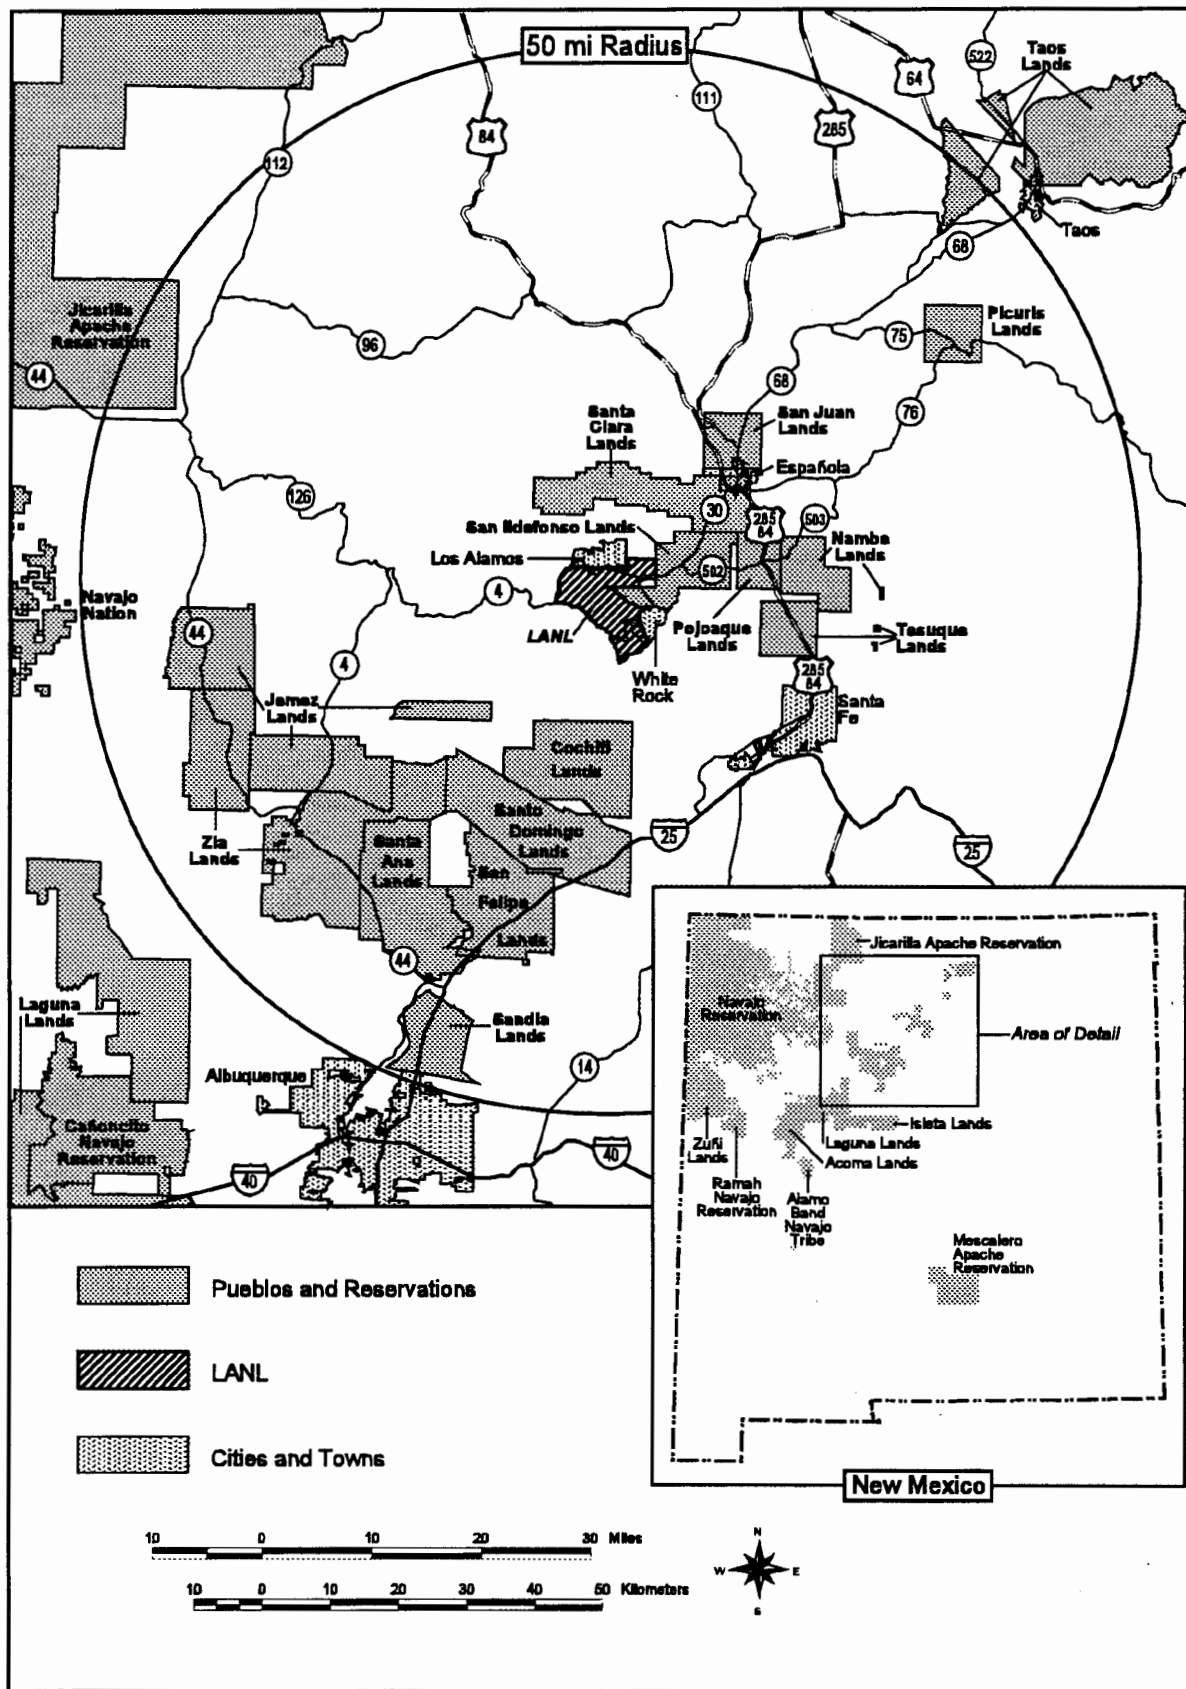 50 mi Radius
522
Taos
Lands
64
111
84
285
112
Taos
68
Jicarilla
Apache
Reservation
Picuris
Lands
75
96
44
68
76
Santa
Clara
Lands
San Juan
Lands
Española
126
30
San Ildefonso Lands
285
84
503
Nambe
Lands
Los Alamos
502
4
Navajo
Nation
44
LANL
Pojoaque
Lands
Tesuque
Lands
4
White
Rock
285
84
Jemez
Lands
Santa
Fe
Cochiti
Lands
Santo
Domingo
Lands
25
25
Zia
Lands
Santa
Ana
Lands
San
Felipe
Lands
44
Laguna
Lands
Sandia
Lands
14
Albuquerque
Cañoncito
Navajo
Reservation
40
40
Jicarilla Apache Reservation
Navajo
Reservation
Area of Detail
Isleta Lands
Zuñi
Lands
Laguna Lands
Acoma Lands
Ramah
Navajo
Reservation
Alamo
Band
Navajo
Tribe
Mescalero
Apache
Reservation
New Mexico
Pueblos and Reservations
LANL
Cities and Towns
10 0 10 20 30 Miles
10 0 10 20 30 40 50 Kilometers
N
W E
S